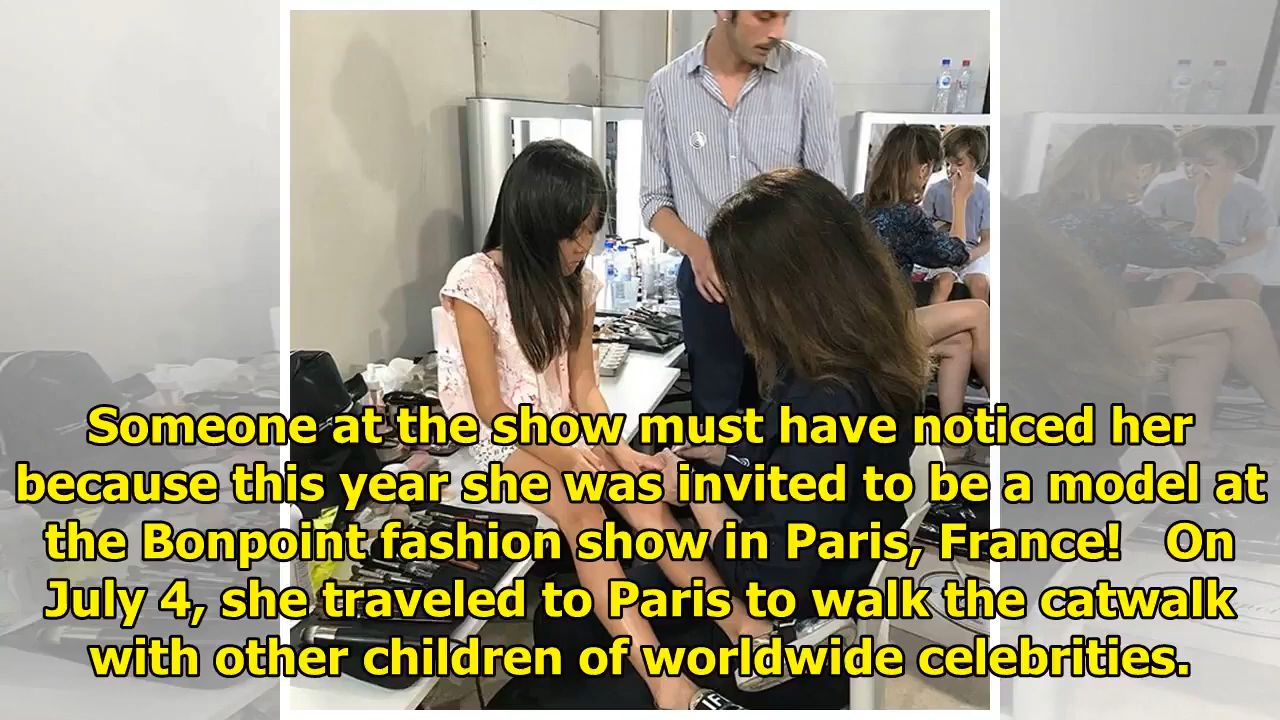 Someone at the show must have noticed her
because this year she was invited to be a model at
the Bonpoint fashion show in Paris, France!   On
July 4, she traveled to Paris to walk the catwalk
with other children of worldwide celebrities.